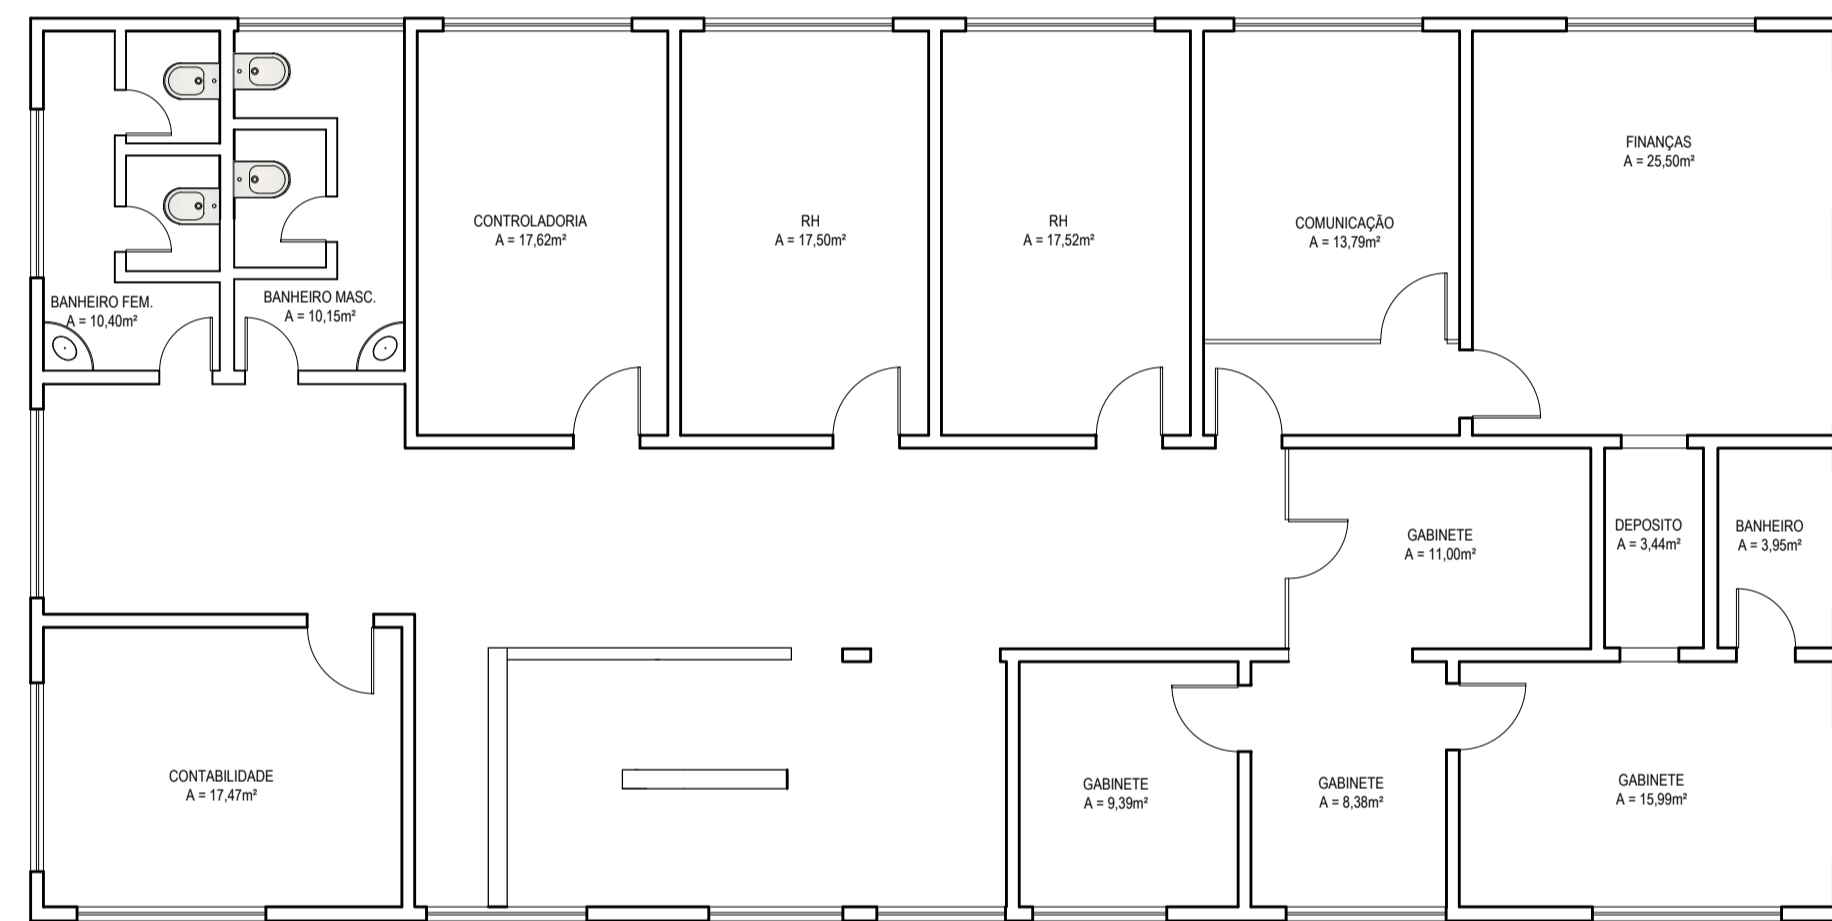 FINANÇAS
A = 25,50m²
CONTROLADORIA
A = 17,62m²
RH
A = 17,50m²
RH
A = 17,52m²
COMUNICAÇÃO
A = 13,79m²
BANHEIRO FEM.
A = 10,40m²
BANHEIRO MASC.
A = 10,15m²
GABINETE
A = 11,00m²
DEPOSITO
A = 3,44m²
BANHEIRO
A = 3,95m²
CONTABILIDADE
A = 17,47m²
GABINETE
A = 9,39m²
GABINETE
A = 8,38m²
GABINETE
A = 15,99m²